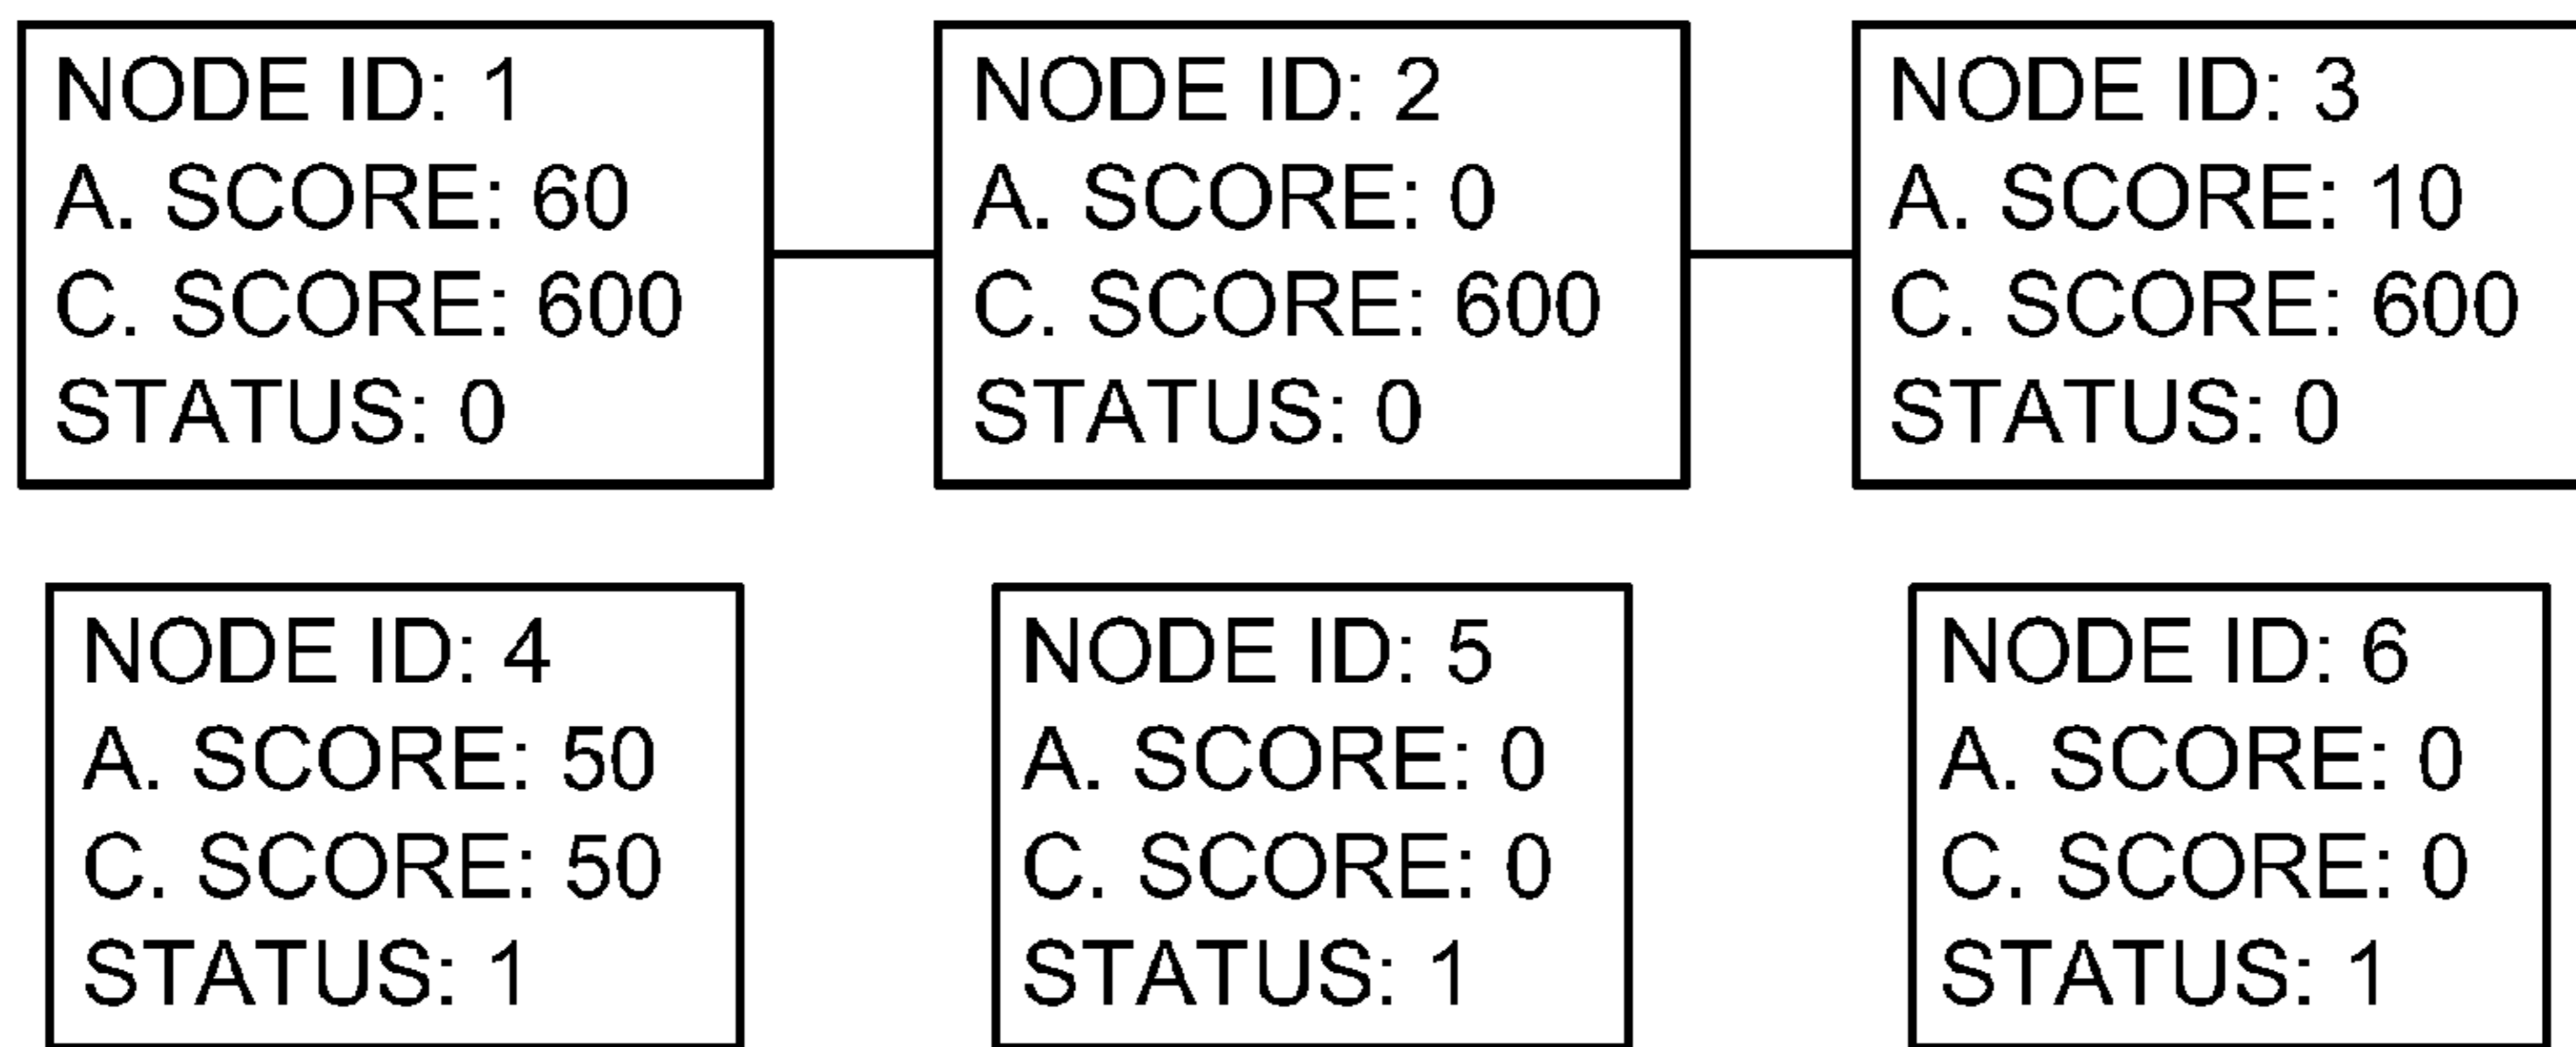 NODE ID: 1
A. SCORE: 60
C. SCORE: 600
STATUS: 0
NODE ID: 2
A. SCORE: 0
C. SCORE: 600
STATUS: 0
NODE ID: 3
A. SCORE: 10
C. SCORE: 600
STATUS: 0
NODE ID: 4
A. SCORE: 50
C. SCORE: 50
STATUS: 1
NODE ID: 5
A. SCORE: 0
C. SCORE: 0
STATUS: 1
NODE ID: 6
A. SCORE: 0
C. SCORE: 0
STATUS: 1